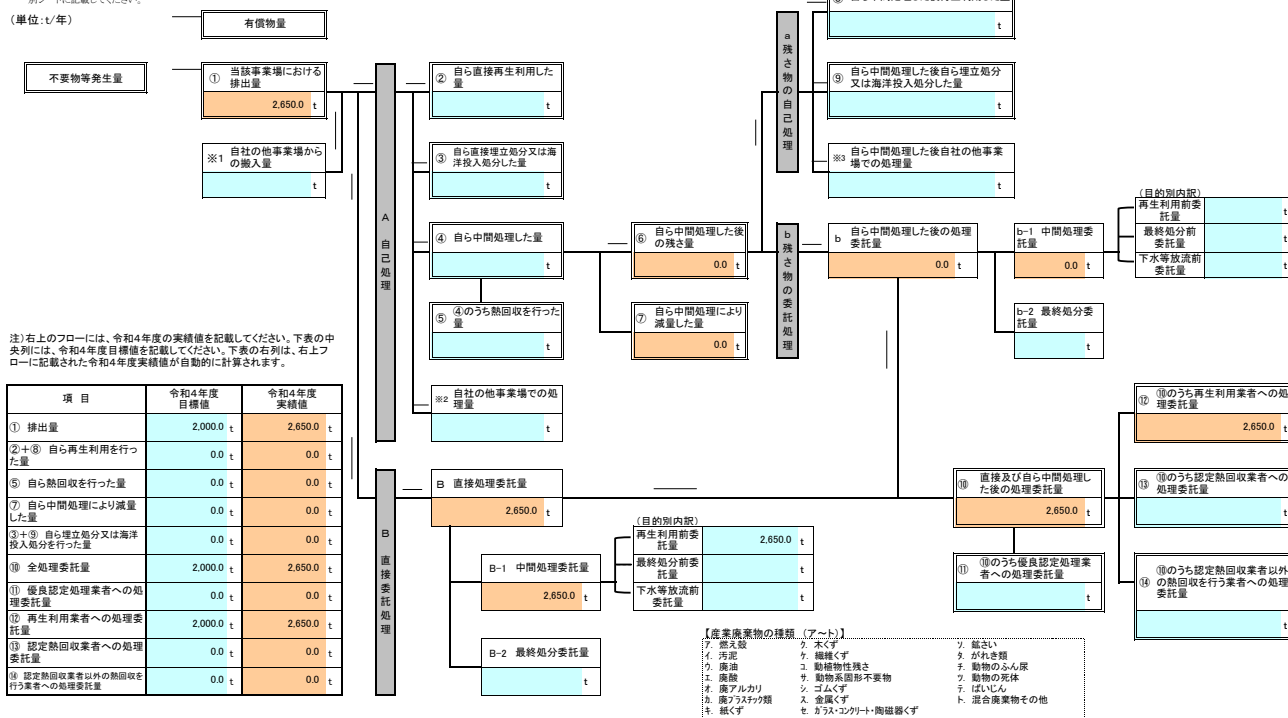 別シートに記載してください。
(単位:t/年)
有償物量
不要物等発生量
① 当該事業場における
排出量
2,650.0 t
※1 自社の他事業場から
の搬入量
t
A 自己処理
② 自ら直接再生利用した
量
t
③ 自ら直接埋立処分又は海
洋投入処分した量
t
④ 自ら中間処理した量
t
⑤ ④のうち熱回収を行った
量
t
※2 自社の他事業場での処
理量
t
⑥ 自ら中間処理した後
の残さ量
0.0 t
⑦ 自ら中間処理により
減量した量
0.0 t
a 残さ物の自己処理
t
⑨ 自ら中間処理した後自ら埋立処分
又は海洋投入処分した量
t
※3 自ら中間処理した後自社の他事業
場での処理量
t
b 残さ物の委託処理
b 自ら中間処理した後の処理
委託量
0.0 t
b-1 中間処理委
託量
0.0 t
b-2 最終処分委
託量
t
(目的別内訳)
再生利用前委
託量 t
最終処分前
委託量 t
下水等放流前
委託量 t
注)右上のフローには、令和4年度の実績値を記載してください。下表の中
央列には、令和4年度目標値を記載してください。下表の右列は、右上フ
ローに記載された令和4年度実績値が自動的に計算されます。
項 目 令和4年度 目標値 令和4年度 実績値
① 排出量 2,000.0 t 2,650.0 t
②+⑧ 自ら再生利用を行っ
た量 0.0 t 0.0 t
⑤ 自ら熱回収を行った量 0.0 t 0.0 t
⑦ 自ら中間処理により減量
した量 0.0 t 0.0 t
③+⑨ 自ら埋立処分又は海洋
投入処分を行った量 0.0 t 0.0 t
⑩ 全処理委託量 2,000.0 t 2,650.0 t
⑪ 優良認定処理業者への処
理委託量 0.0 t 0.0 t
⑫ 再生利用業者への処理委
託量 2,000.0 t 2,650.0 t
⑬ 認定熱回収業者への処理
委託量 0.0 t 0.0 t
⑭ 認定熱回収業者以外の熱回収を
行う業者への処理委託量 0.0 t 0.0 t
B 直接委託処理
B 直接処理委託量
2,650.0 t
B-1 中間処理委託量
2,650.0 t
B-2 最終処分委託量
t
(目的別内訳)
再生利用前委
託量 2,650.0 t
最終処分前委
託量 t
下水等放流前
委託量 t
⑩ 直接及び自ら中間処理し
た後の処理委託量
2,650.0 t
⑪ ⑩のうち優良認定処理業
者への処理委託量
t
⑫ ⑩のうち再生利用業者への処
理委託量
2,650.0 t
⑬ ⑩のうち認定熱回収業者への
処理委託量
t
⑭ ⑩のうち認定熱回収業者以外
の熱回収を行う業者への処理
委託量
t
【産業廃棄物の種類 (ア~ト)】
ア. 燃え殻 ク. 木くず ソ. 鉱さい
イ. 汚泥 ケ. 繊維くず タ. がれき類
ウ. 廃油 コ. 動植物性残さ チ. 動物のふん尿
エ. 廃酸 サ. 動物系固形不要物 ツ. 動物の死体
オ. 廃アルカリ シ. ゴムくず テ. ばいじん
カ. 廃プラスチック類 ス. 金属くず ト. 混合廃棄物その他
キ. 紙くず セ. ガラス・コンクリート・陶磁器くず